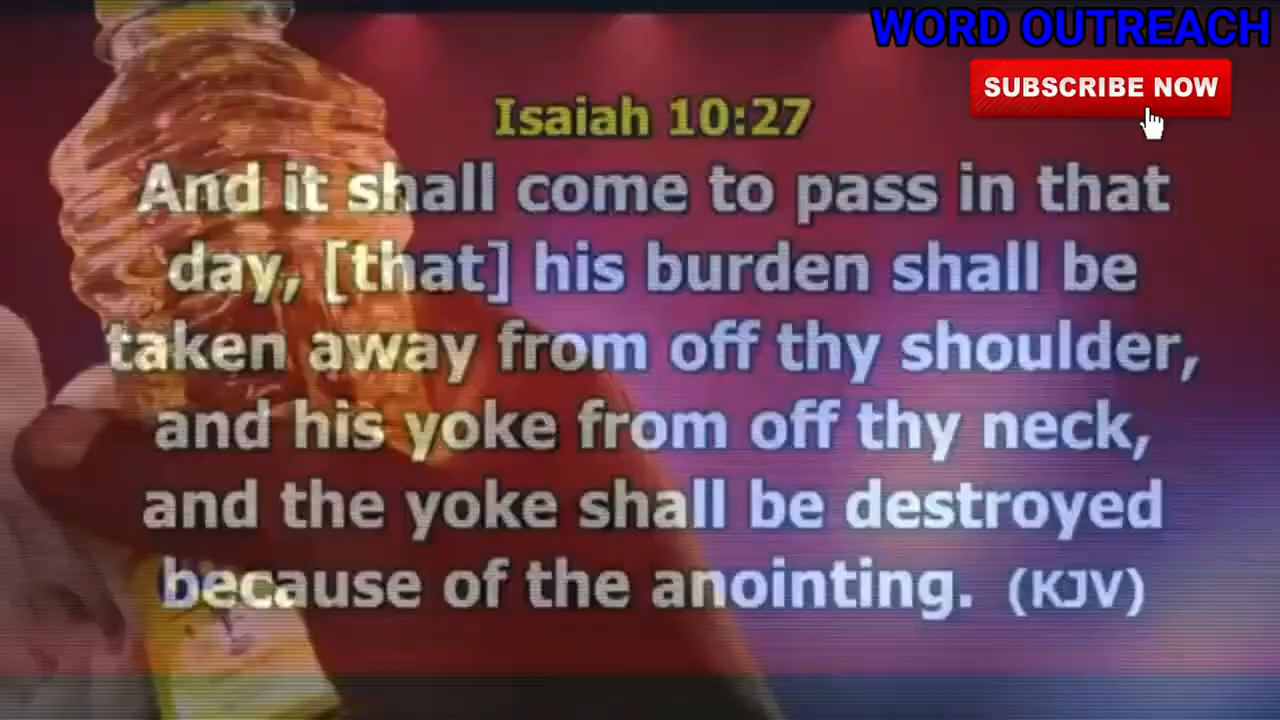 WORD OUTREACH
SUBSCRIBE NOW
Isaiah 10:27
And it shall come to pass in that
day, [that] his burden shall be
taken away from off thy shoulder,
and his yoke from off thy neck,
and the yoke shall be destroyed
because of the anointing. (KJV)